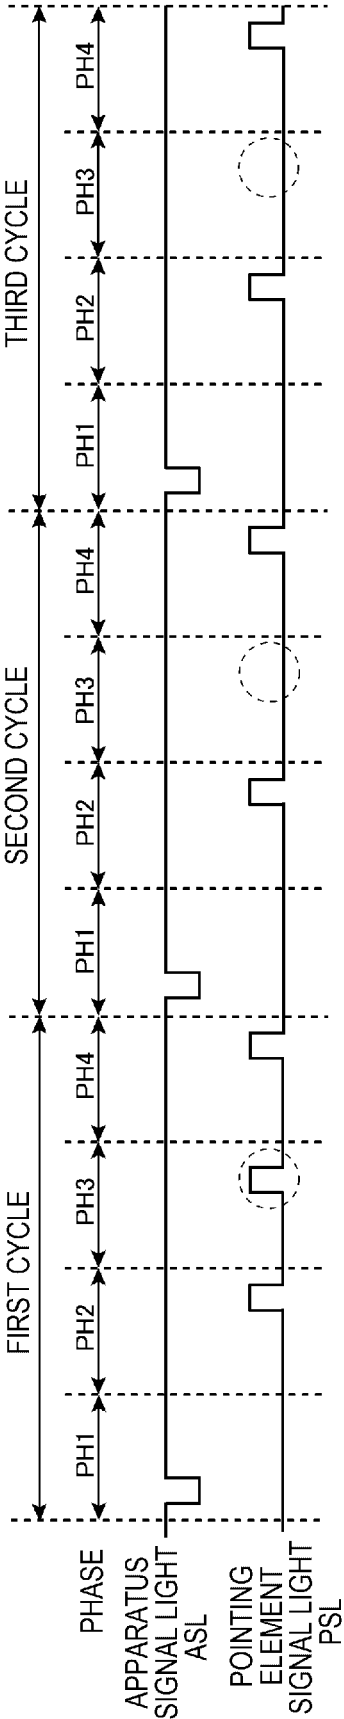 FIRST CYCLE
SECOND CYCLE
THIRD CYCLE
PHASE
PH1
PH2
PH3
PH4
PH1
PH2
PH3
PH4
PH1
PH2
PH3
PH4
APPARATUS
SIGNAL LIGHT
ASL
POINTING
ELEMENT
SIGNAL LIGHT
PSL